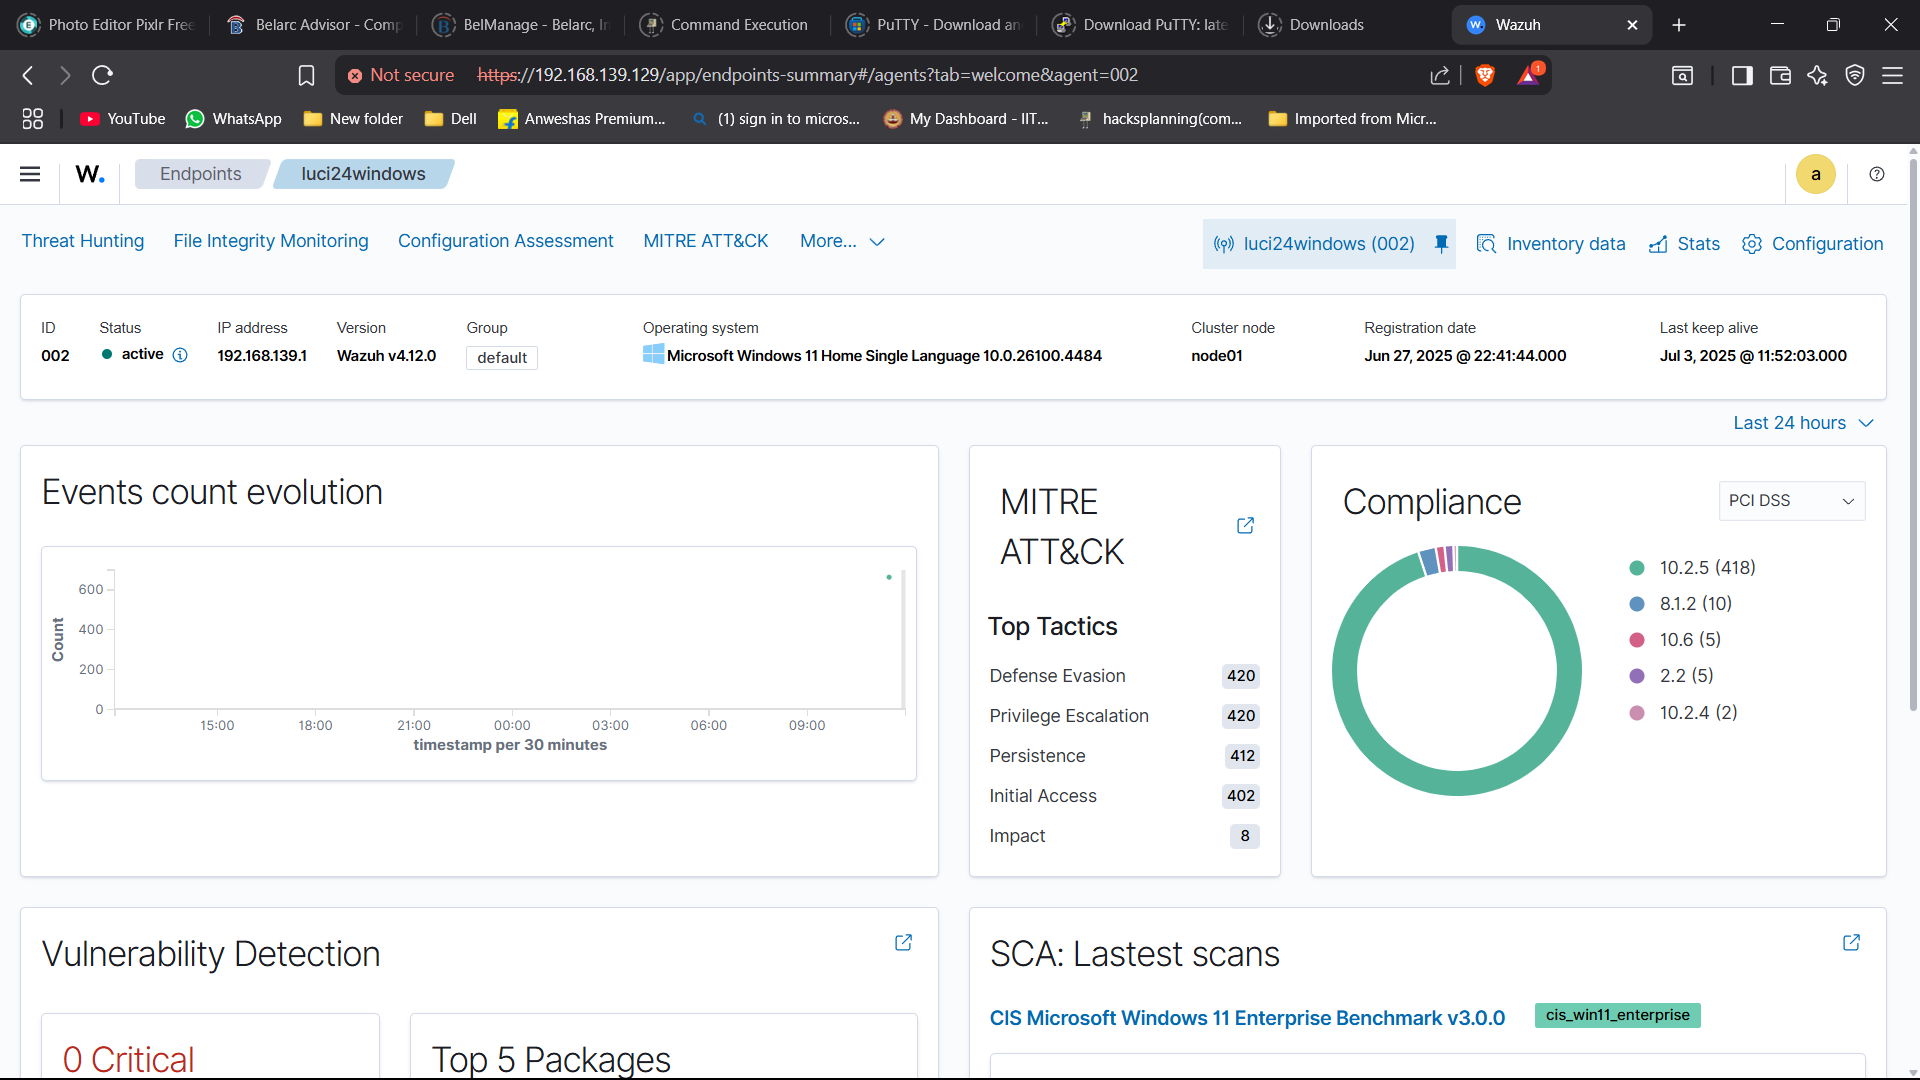 Photo Editor Pixlr Free
Belarc Advisor - Comp
BelManage - Belarc, In
Command Execution
PuTTY - Download an
Download PuTTY: late
Downloads
Wazuh
Not secure https://192.168.139.129/app/endpoints-summary#/agents?tab=welcome&agent=002
1
YouTube
WhatsApp
New folder
Dell
Anweshas Premium...
(1) sign in to micros...
My Dashboard - IIT...
hacksplanning(com...
Imported from Micr...
W.
Endpoints
luci24windows
a
Threat Hunting
File Integrity Monitoring
Configuration Assessment
MITRE ATT&CK
More...
luci24windows (002)
Inventory data
Stats
Configuration
ID
Status
IP address
Version
Group
Operating system
Cluster node
Registration date
Last keep alive
002
active
192.168.139.1
Wazuh v4.12.0
default
Microsoft Windows 11 Home Single Language 10.0.26100.4484
node01
Jun 27, 2025 @ 22:41:44.000
Jul 3, 2025 @ 11:52:03.000
Last 24 hours
Events count evolution
Count
600
400
200
0
15:00
18:00
21:00
00:00
03:00
06:00
09:00
timestamp per 30 minutes
MITRE
ATT&CK
Top Tactics
Defense Evasion 420
Privilege Escalation 420
Persistence 412
Initial Access 402
Impact 8
Compliance
PCI DSS
10.2.5 (418)
8.1.2 (10)
10.6 (5)
2.2 (5)
10.2.4 (2)
Vulnerability Detection
0 Critical
Top 5 Packages
SCA: Lastest scans
CIS Microsoft Windows 11 Enterprise Benchmark v3.0.0
cis_win11_enterprise